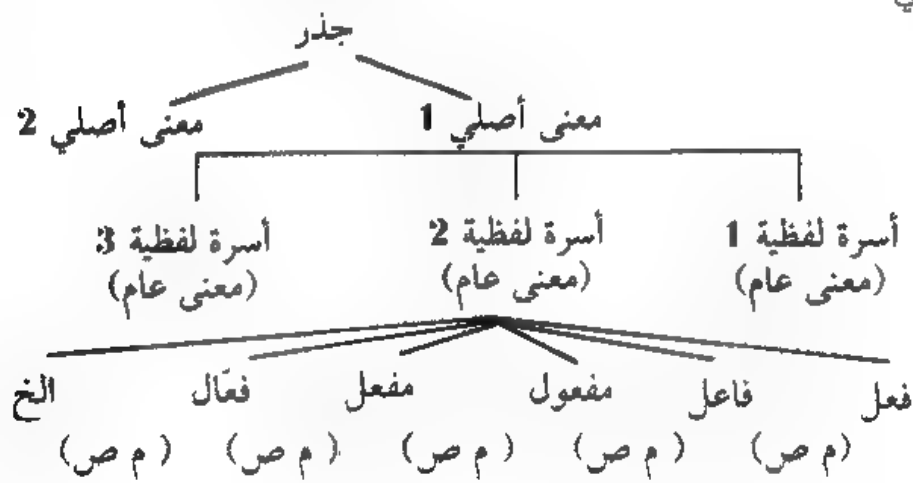 جذر
معنى أصلي 1 معنى أصلي 2
أسرة لفظية 1 أسرة لفظية 2 أسرة لفظية 3
(معنى عام) (معنى عام) (معنى عام)
فعل فاعل مفعول مفعل فعّال الخ
(م ص) (م ص) (م ص) (م ص) (م ص)